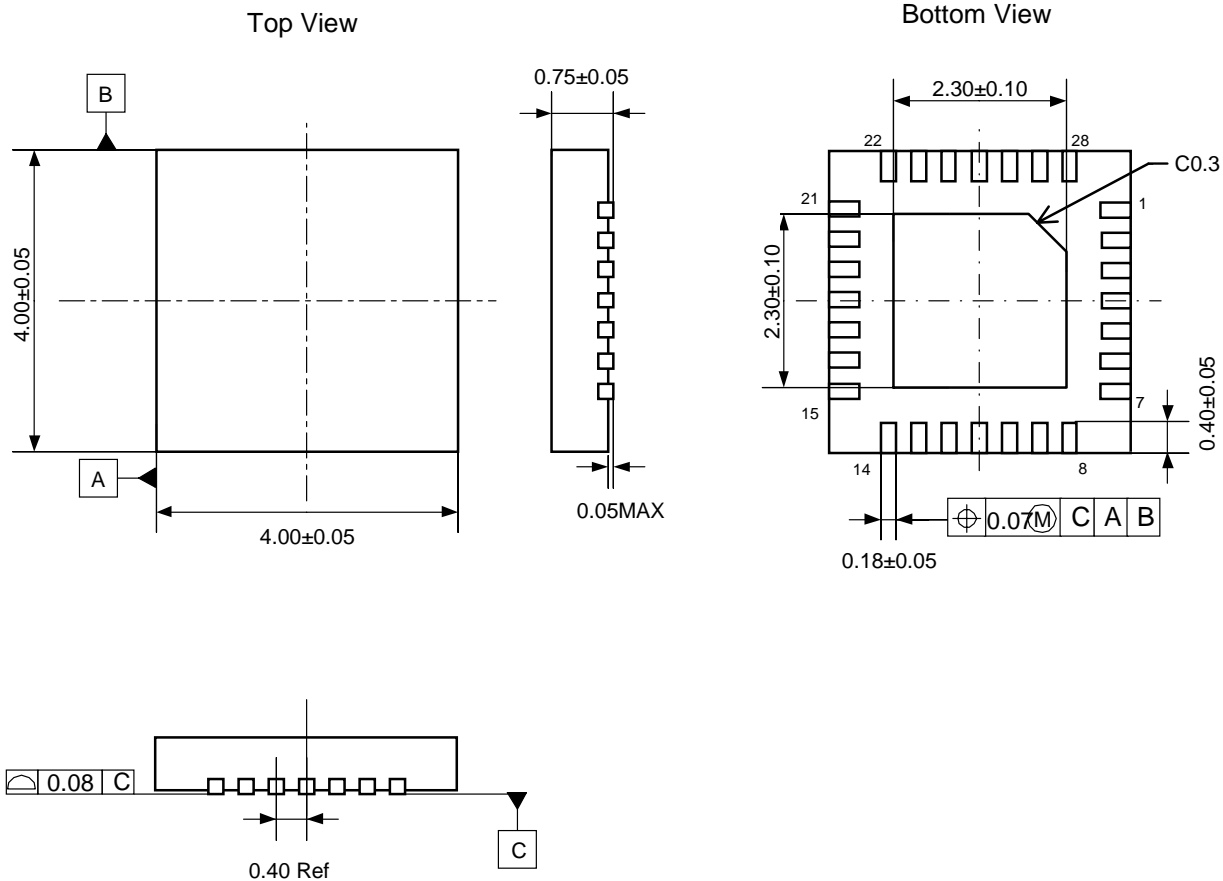 Top View
Bottom View
B
0.75±0.05
2.30±0.10
22
28
C0.3
21
1
4.00±0.05
2.30±0.10
15
7
0.40±0.05
A
14
8
0.05MAX
0.07Ⓜ C A B
4.00±0.05
0.18±0.05
0.08 C
C
0.40 Ref